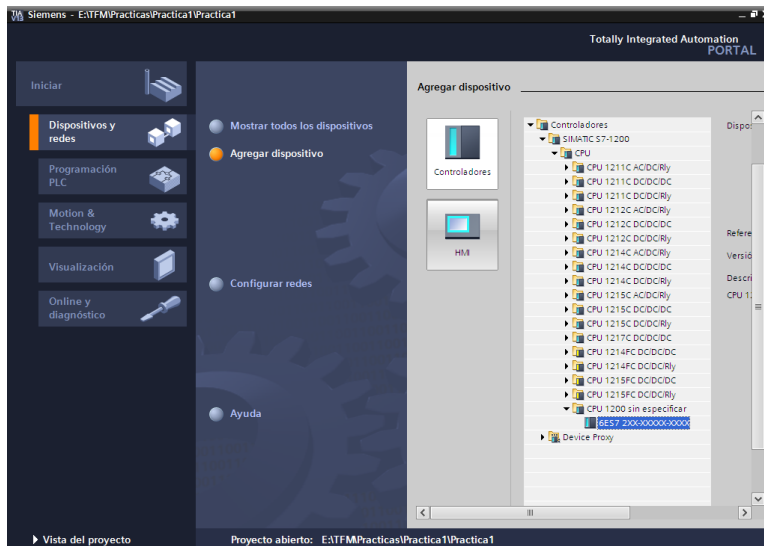 Siemens - E:\TFM\Practicas\Practica1\Practica1
Totally Integrated Automation
PORTAL
Iniciar
Dispositivos y
redes
Programación
PLC
Motion &
Technology
Visualización
Online y
diagnóstico
Mostrar todos los dispositivos
Agregar dispositivo
Configurar redes
Ayuda
Agregar dispositivo
Controladores
HMI
Controladores
SIMATIC S7-1200
CPU
CPU 1211C AC/DC/Rly
CPU 1211C DC/DC/DC
CPU 1211C DC/DC/Rly
CPU 1212C AC/DC/Rly
CPU 1212C DC/DC/DC
CPU 1212C DC/DC/Rly
CPU 1214C AC/DC/Rly
CPU 1214C DC/DC/DC
CPU 1214C DC/DC/Rly
CPU 1215C AC/DC/Rly
CPU 1215C DC/DC/DC
CPU 1215C DC/DC/Rly
CPU 1217C DC/DC/DC
CPU 1214FC DC/DC/DC
CPU 1214FC DC/DC/Rly
CPU 1215FC DC/DC/DC
CPU 1215FC DC/DC/Rly
CPU 1200 sin especificar
6ES7 2XX-XXXXX-XXXX
Device Proxy
Dispo
Refere
Versió
Descri
CPU 1
Vista del proyecto
Proyecto abierto: E:\TFM\Practicas\Practica1\Practica1